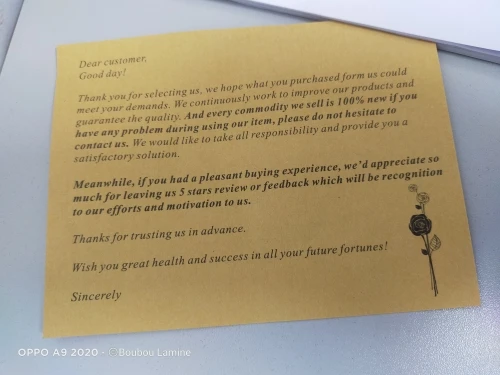 Dear customer,
Good day!
Thank you for selecting us, we hope what you purchased form us could
meet your demands. We continuously work to improve our products and
guarantee the quality. And every commodity we sell is 100% new if you
have any problem during using our item, please do not hesitate to
contact us. We would like to take all responsibility and provide you a
satisfactory solution.
Meanwhile, if you had a pleasant buying experience, we'd appreciate so
much for leaving us 5 stars review or feedback which will be recognition
to our efforts and motivation to us.
Thanks for trusting us in advance.
Wish you great health and success in all your future fortunes!
Sincerely
OPPO A9 2020 - ©Boubou Lamine